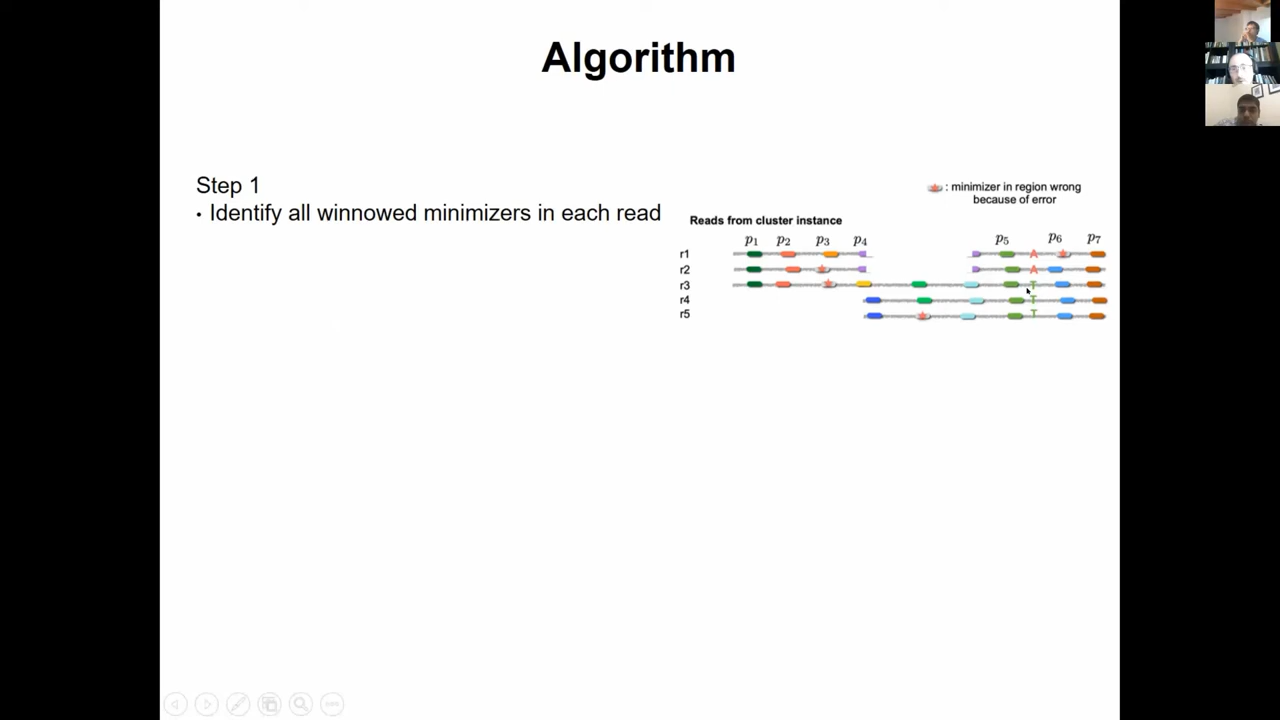 Algorithm
Step 1
• Identify all winnowed minimizers in each read
: minimizer in region wrong
because of error
Reads from cluster instance
p1 p2 p3 p4 p5 p6 p7
r1 A
r2 A
r3 T
r4 T
r5 T